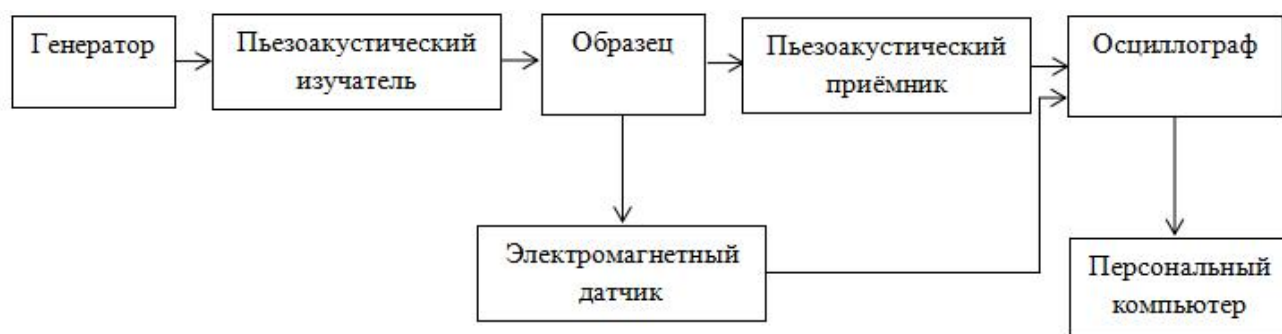 Генератор
Пьезоакустический
изучатель
Образец
Пьезоакустический
приёмник
Осциллограф
Электромагнетный
датчик
Персональный
компьютер